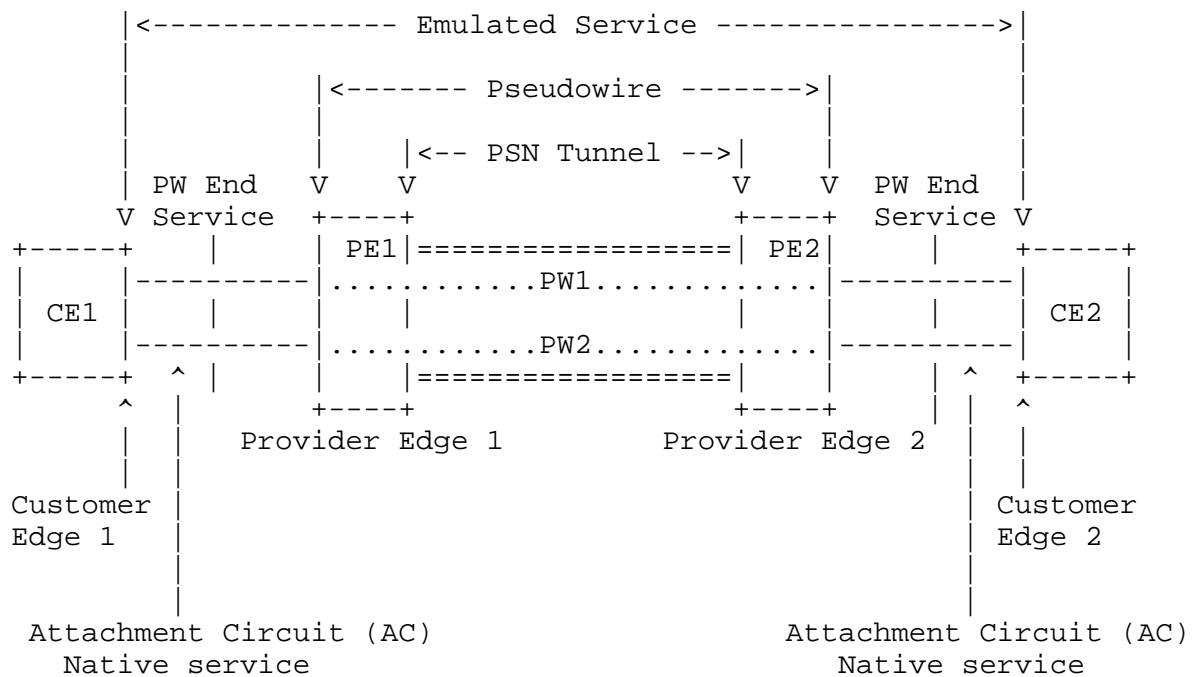 |<-------------- Emulated Service ---------------->|
|<------- Pseudowire ------->|
|<-- PSN Tunnel -->|
PW End V V V V PW End
V Service +----+ +----+ Service V
+-----+ | | PE1|==================| PE2| | +-----+
| |----------|............PW1.............|----------| |
| CE1 | | | | | | | | CE2 |
| |----------|............PW2.............|----------| |
+-----+ ^ | | |==================| | | ^ +-----+
^ | +----+ +----+ | | ^
Provider Edge 1 Provider Edge 2
Customer Customer
Edge 1 Edge 2
Attachment Circuit (AC) Attachment Circuit (AC)
Native service Native service